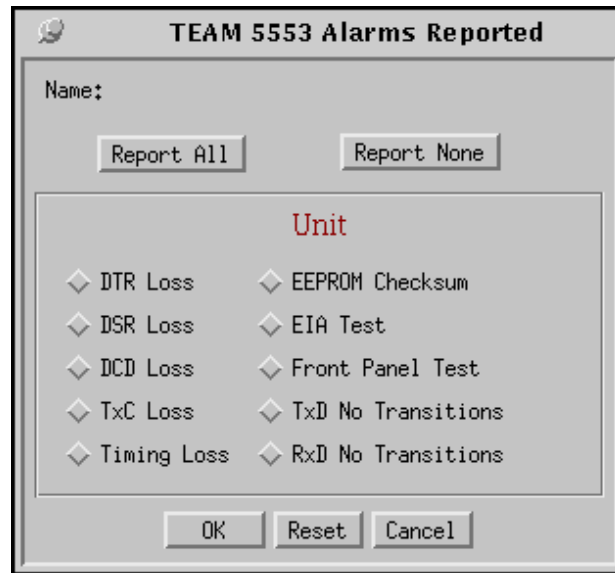 TEAM 5553 Alarms Reported
Name:
Report All Report None
Unit
DTR Loss EEPROM Checksum
DSR Loss EIA Test
DCD Loss Front Panel Test
TxC Loss TxD No Transitions
Timing Loss RxD No Transitions
OK Reset Cancel